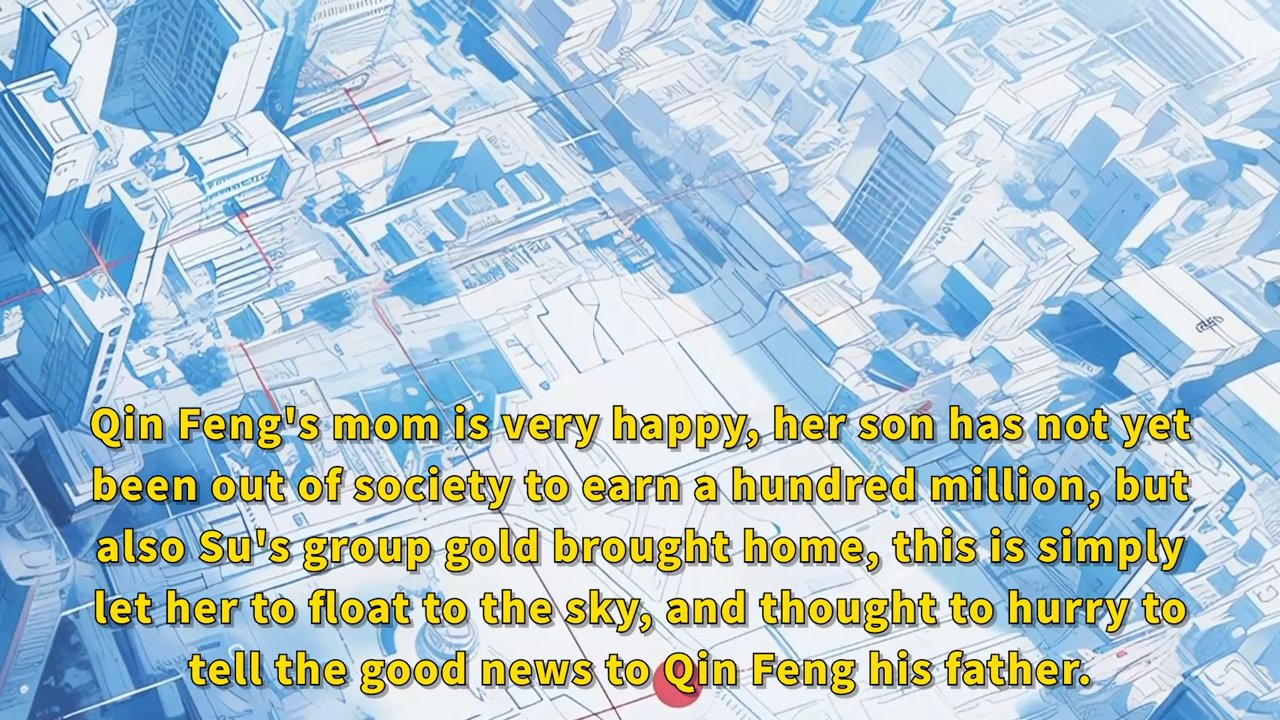 Qin Feng's mom is very happy, her son has not yet
been out of society to earn a hundred million, but
also Su's group gold brought home, this is simply
let her to float to the sky, and thought to hurry to
tell the good news to Qin Feng his father.